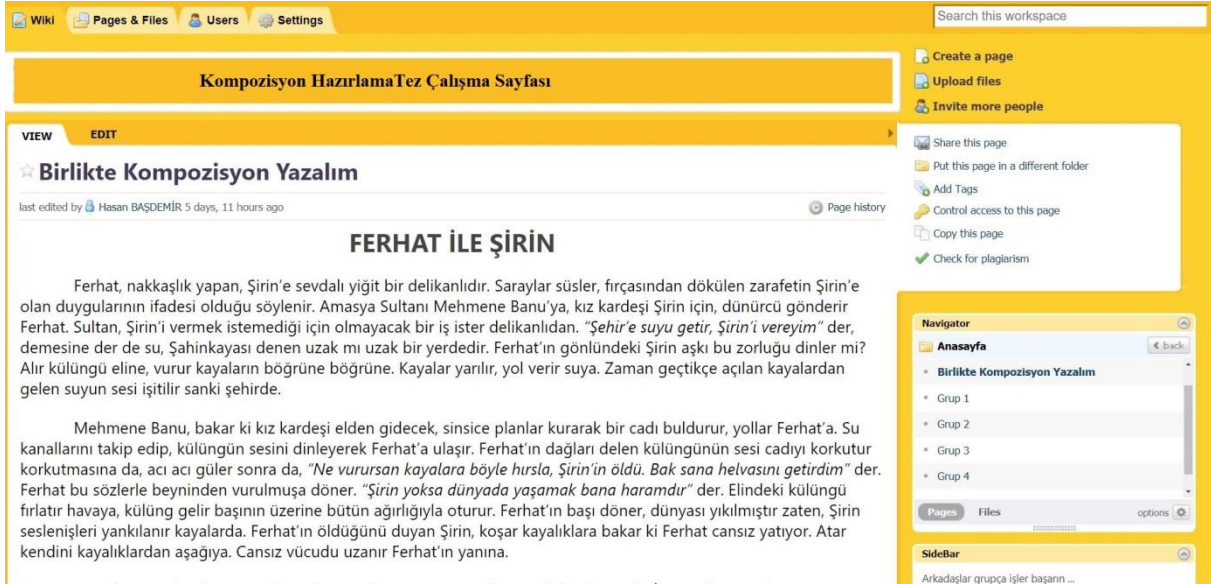 Wiki Pages & Files Users Settings
Search this workspace
Kompozisyon HazırlamaTez Çalışma Sayfası
Create a page
Upload files
Invite more people
VIEW EDIT
Share this page
Put this page in a different folder
Add Tags
Control access to this page
Copy this page
Check for plagiarism
Birlikte Kompozisyon Yazalım
last edited by Hasan BAŞDEMİR 5 days, 11 hours ago Page history
FERHAT İLE ŞİRİN
Ferhat, nakkaşlık yapan, Şirin’e sevdalı yiğit bir delikanlıdır. Saraylar süsler, fırçasından dökülen zarafetin Şirin’e
olan duygularının ifadesi olduğu söylenir. Amasya Sultanı Mehmene Banu’ya, kız kardeşi Şirin için, dünürcü gönderir
Ferhat. Sultan, Şirin’i vermek istemediği için olmayacak bir iş ister delikanlıdan. “Şehir’e suyu getir, Şirin’i vereyim” der,
demesine der de su, Şahinkayası denen uzak mı uzak bir yerdedir. Ferhat’ın gönlündeki Şirin aşkı bu zorluğu dinler mi?
Alır külüngü eline, vurur kayaların böğrüne böğrüne. Kayalar yarılır, yol verir suya. Zaman geçtikçe açılan kayalardan
gelen suyun sesi işitilir sanki şehirde.
Mehmene Banu, bakar ki kız kardeşi elden gidecek, sinsice planlar kurarak bir cadı buldurur, yollar Ferhat’a. Su
kanallarını takip edip, külüngün sesini dinleyerek Ferhat’a ulaşır. Ferhat’ın dağları delen külüngünün sesi cadıyı korkutur
korkutmasına da, acı acı güler sonra da, “Ne vurursan kayalara böyle hırsla, Şirin’in öldü. Bak sana helvasını getirdim” der.
Ferhat bu sözlerle beyninden vurulmuşa döner. “Şirin yoksa dünyada yaşamak bana haramdır” der. Elindeki külüngü
fırlatır havaya, külüng gelir başının üzerine bütün ağırlığıyla oturur. Ferhat’ın başı döner, dünyası yıkılmıştır zaten, Şirin
seslenişleri yankılanır kayalarda. Ferhat’ın öldüğünü duyan Şirin, koşar kayalıklara bakar ki Ferhat cansız yatıyor. Atar
kendini kayalıklardan aşağıya. Cansız vücudu uzanır Ferhat’ın yanına.
Navigator
Anasayfa back
Birlikte Kompozisyon Yazalım
Grup 1
Grup 2
Grup 3
Grup 4
Pages Files options
SideBar
Arkadaşlar grupça işler başarın ...